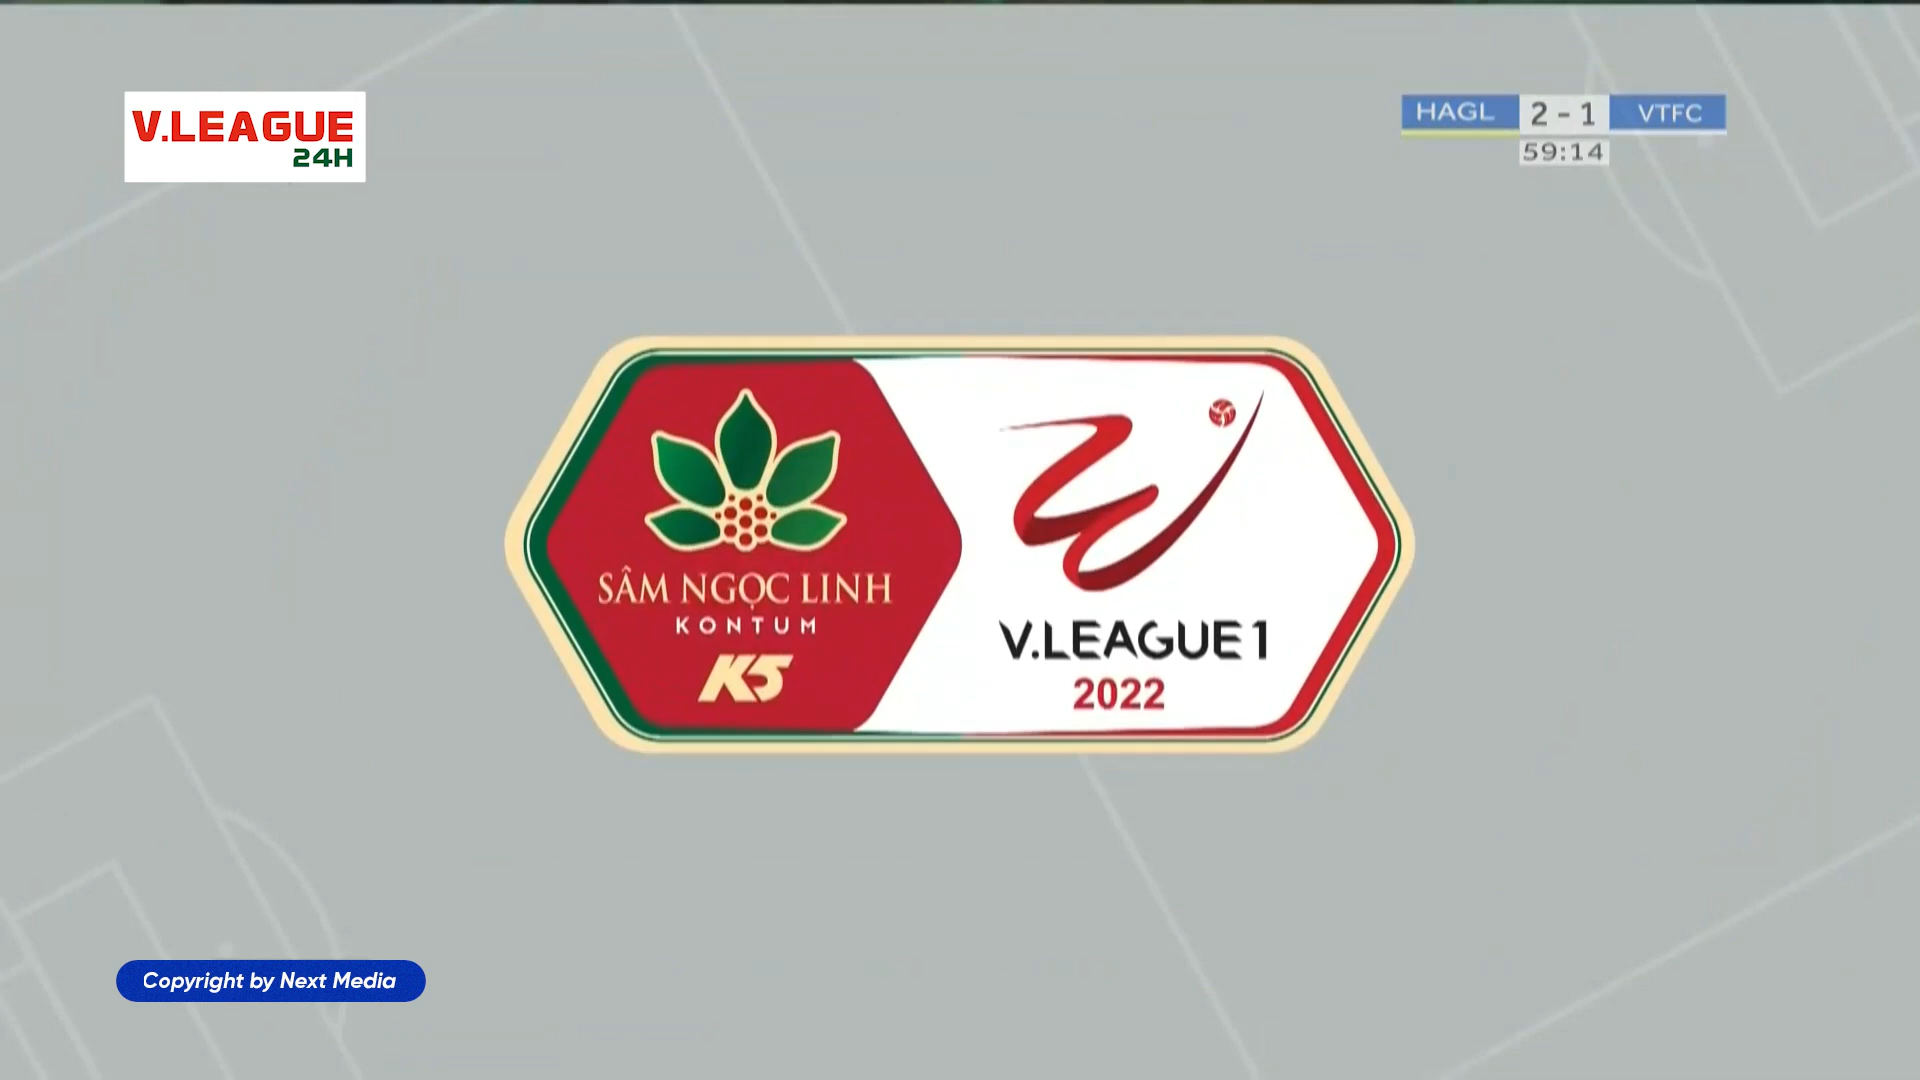 V.LEAGUE
24H
HAGL 2 - 1 VTFC
59:14
SÂM NGỌC LINH
KONTUM
K5
V.LEAGUE 1
2022
Copyright by Next Media